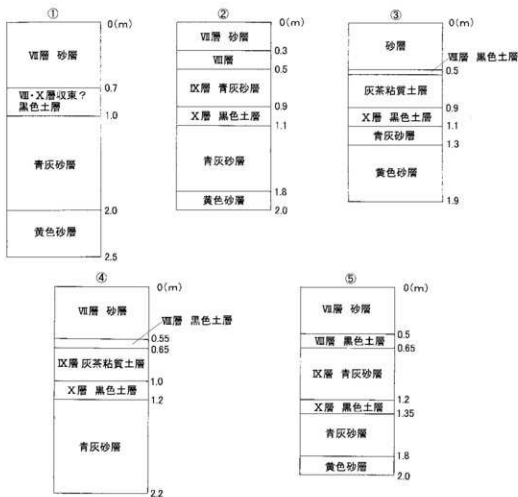 ①
0(m)
Ⅶ層 砂層
0.7
Ⅷ・Ⅹ層収束?
黒色土層
1.0
青灰砂層
2.0
黄色砂層
2.5
②
0(m)
Ⅶ層 砂層
0.3
Ⅷ層
0.5
Ⅸ層 青灰砂層
0.9
Ⅹ層 黒色土層
1.1
青灰砂層
1.8
黄色砂層
2.0
③
0(m)
砂層
Ⅷ層 黒色土層
0.5
灰茶粘質土層
0.9
Ⅹ層 黒色土層
1.1
青灰砂層
1.3
黄色砂層
1.9
④
0(m)
Ⅶ層 砂層
Ⅷ層 黒色土層
0.55
0.65
Ⅸ層 灰茶粘質土層
1.0
Ⅹ層 黒色土層
1.2
青灰砂層
2.2
⑤
0(m)
Ⅶ層 砂層
0.5
Ⅷ層 黒色土層
0.65
Ⅸ層 青灰砂層
1.2
Ⅹ層 黒色土層
1.35
青灰砂層
1.8
黄色砂層
2.0